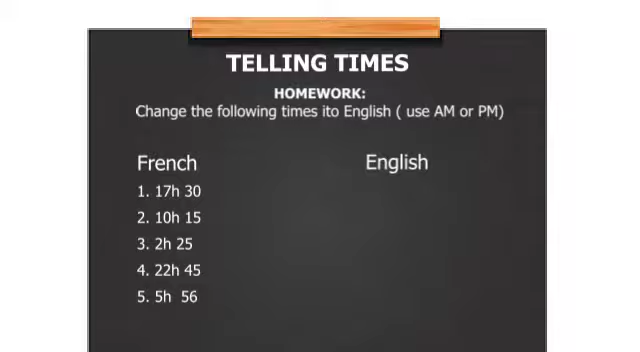 TELLING TIMES
HOMEWORK:
Change the following times ito English ( use AM or PM)
French English
1. 17h 30
2. 10h 15
3. 2h 25
4. 22h 45
5. 5h 56